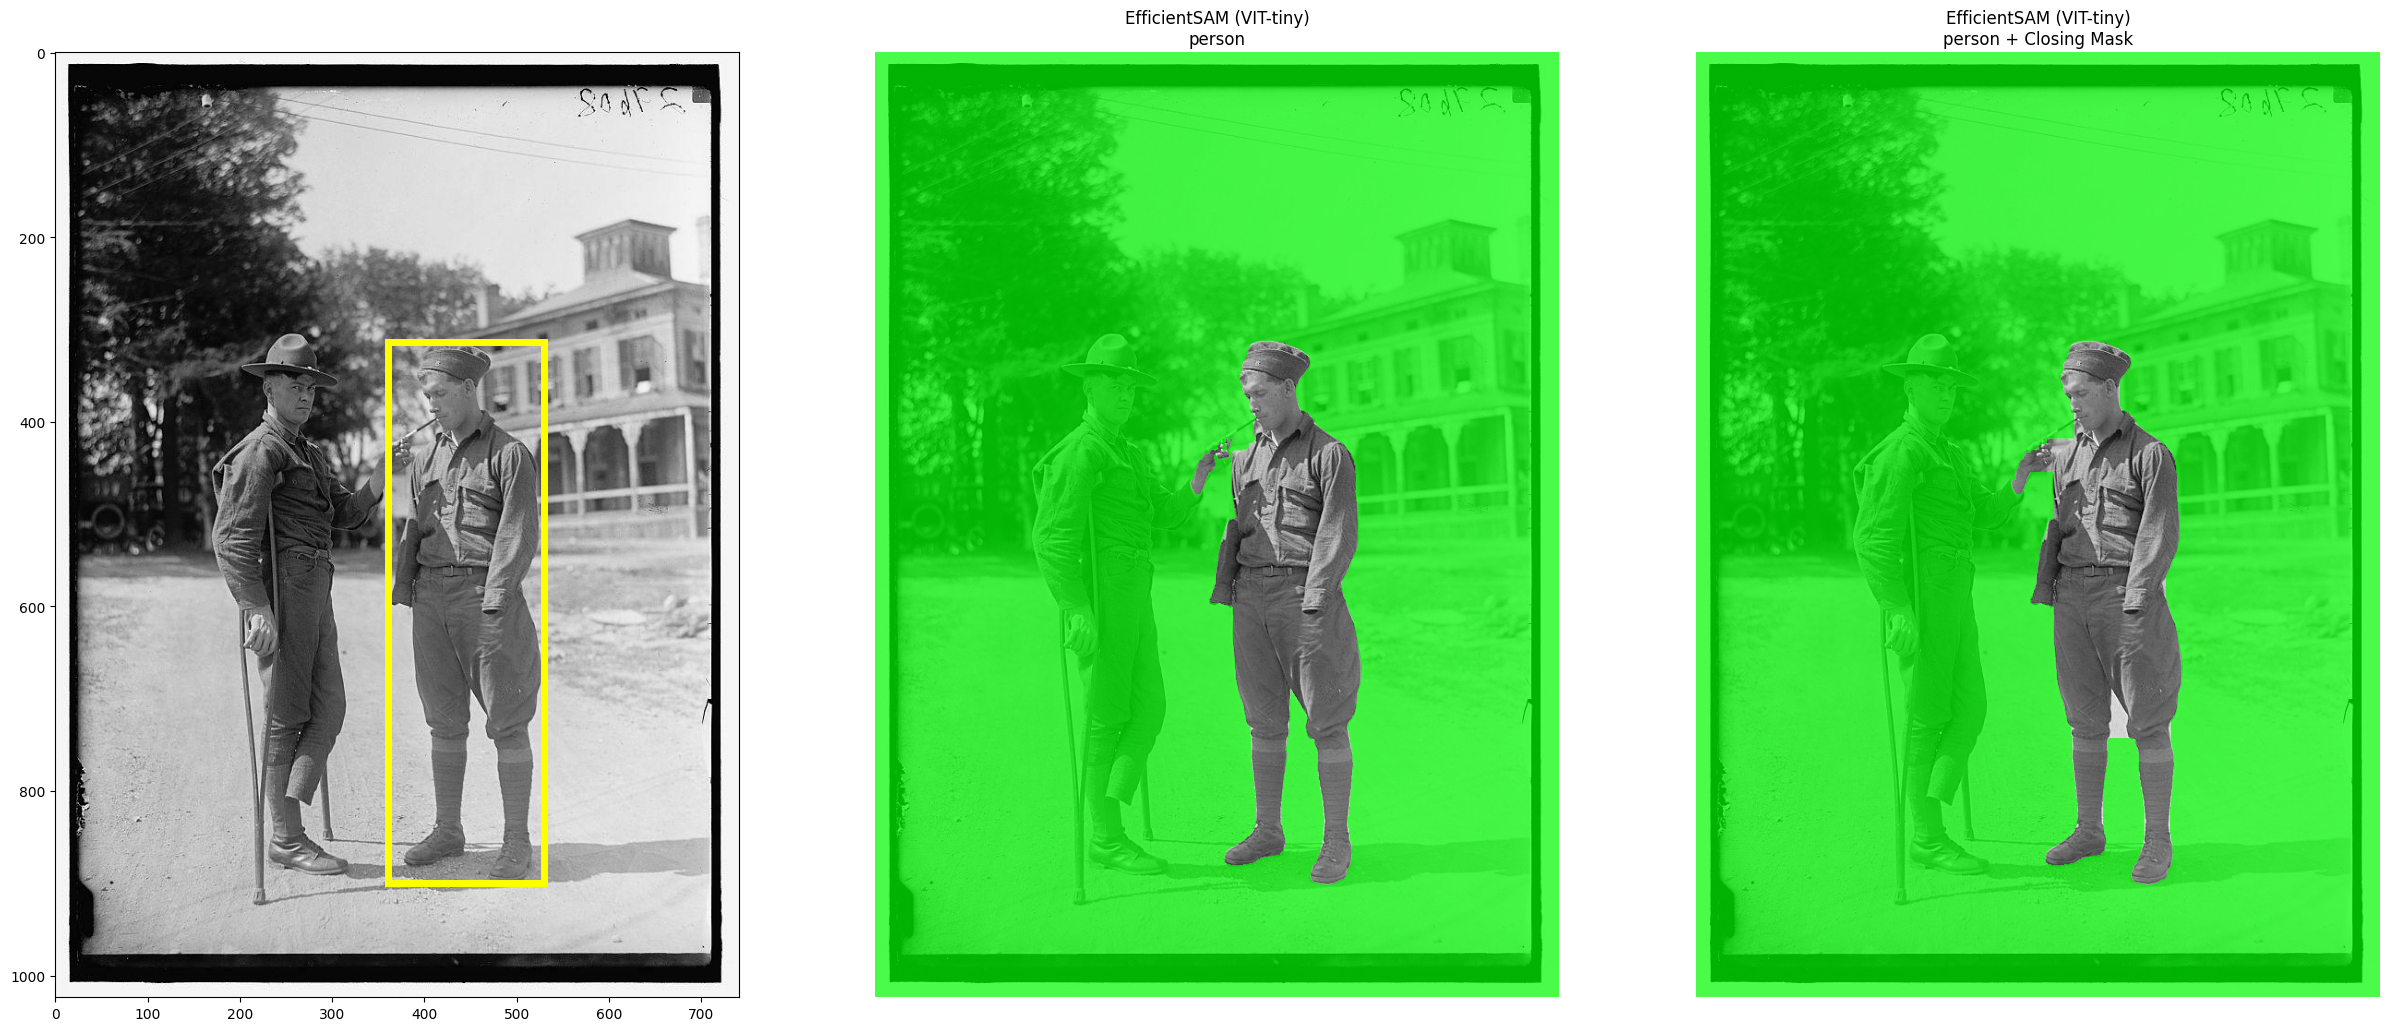 EfficientSAM (VIT-tiny)
person
EfficientSAM (VIT-tiny)
person + Closing Mask
0
200
400
600
800
1000
0 100 200 300 400 500 600 700